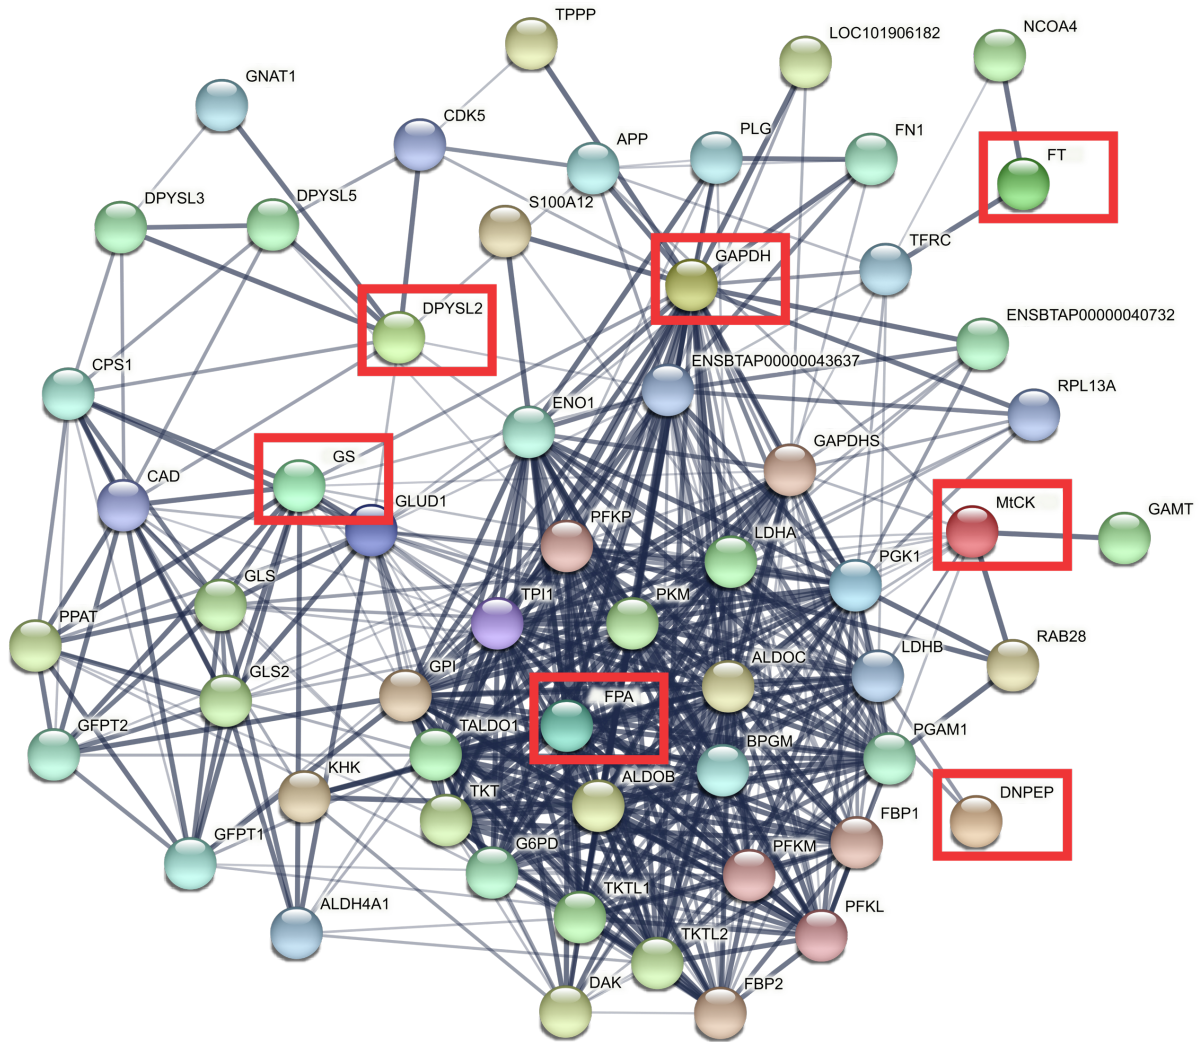 TPPP
LOC101906182
NCOA4
GNAT1
CDK5
APP
PLG
FN1
FT
DPYSL3
DPYSL5
S100A12
TFRC
GAPDH
DPYSL2
ENSBTAP00000040732
CPS1
ENSBTAP00000043637
RPL13A
ENO1
GAPDHS
GS
CAD
GLUD1
MtCK
GAMT
PFKP
LDHA
PGK1
GLS
TPI1
PKM
PPAT
RAB28
GPI
ALDOC
LDHB
GLS2
FPA
GFPT2
TALDO1
BPGM
PGAM1
KHK
TKT
ALDOB
DNPEP
FBP1
GFPT1
G6PD
PFKM
ALDH4A1
TKTL1
PFKL
TKTL2
DAK
FBP2